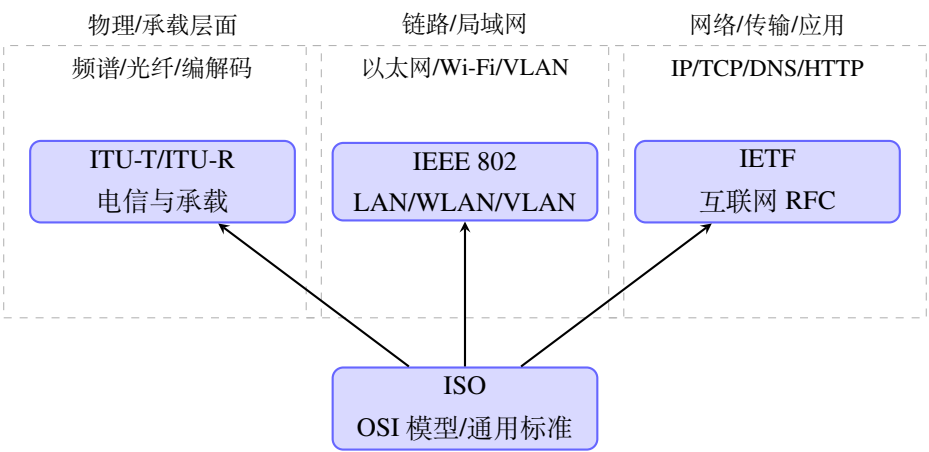 物理/承载层面
链路/局域网
网络/传输/应用
频谱/光纤/编解码
以太网/Wi-Fi/VLAN
IP/TCP/DNS/HTTP
ITU-T/ITU-R
电信与承载
IEEE 802
LAN/WLAN/VLAN
IETF
互联网 RFC
ISO
OSI 模型/通用标准